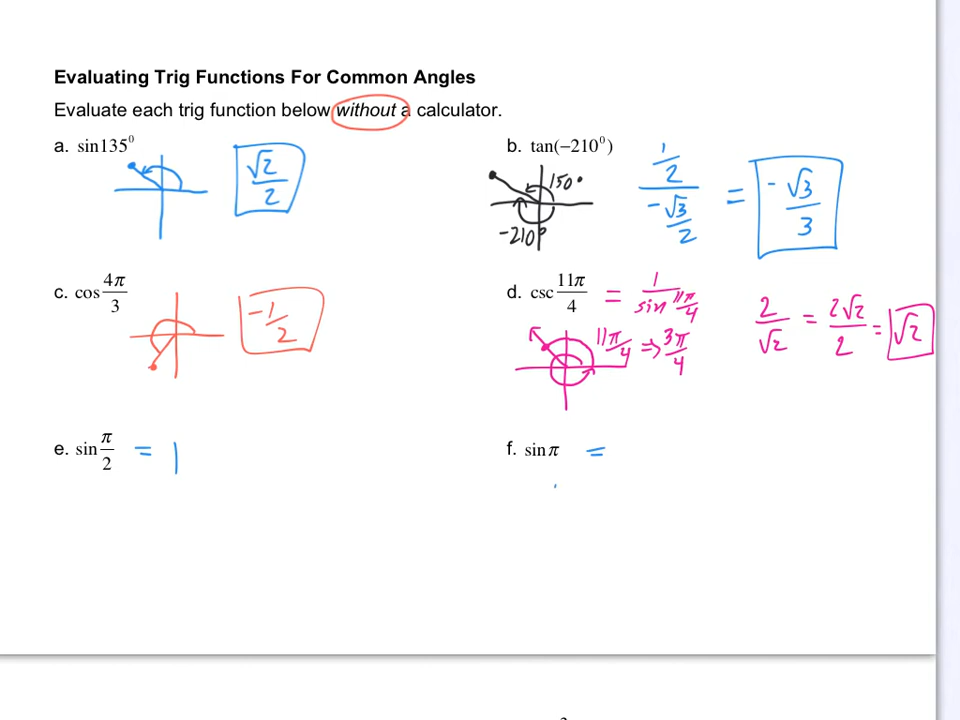 Evaluating Trig Functions For Common Angles
Evaluate each trig function below without a calculator.
a. sin135⁰
√2/2
b. tan(−210⁰)
150°
-210°
(1/2)/(-√3/2) = -√3/3
c. cos 4π/3
-1/2
d. csc 11π/4 = 1/(sin 11π/4)
11π/4 ⇒ 3π/4
2/√2 = 2√2/2 = √2
e. sin π/2 = 1
f. sin π =